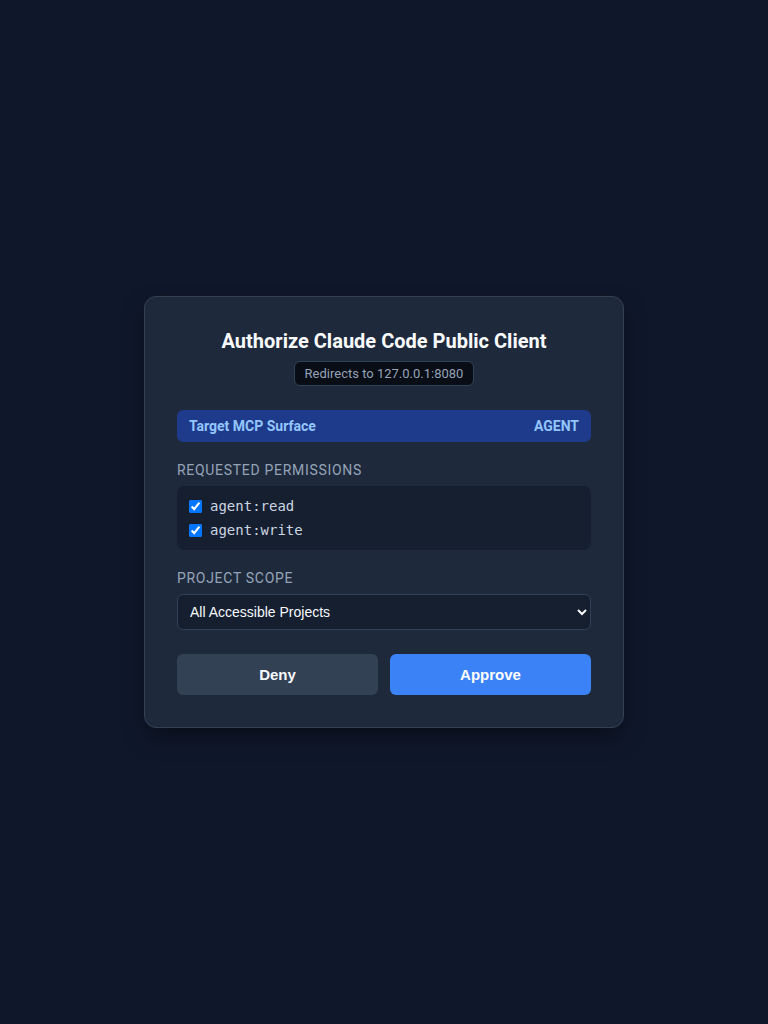 Authorize Claude Code Public Client
Redirects to 127.0.0.1:8080
Target MCP Surface AGENT
REQUESTED PERMISSIONS
agent:read
agent:write
PROJECT SCOPE
All Accessible Projects
Deny Approve